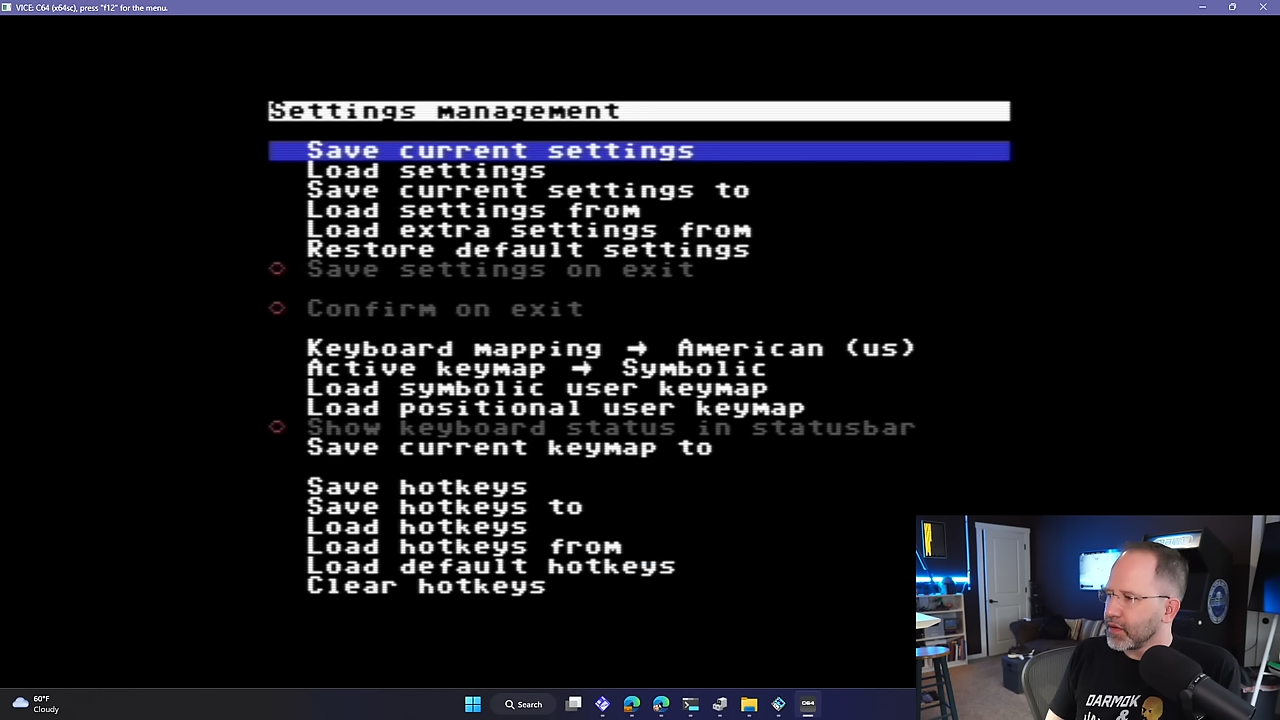 VICE: C64 (x64sc), press "f12" for the menu.
Settings management
Save current settings
Load settings
Save current settings to
Load settings from
Load extra settings from
Restore default settings
Save settings on exit
Confirm on exit
Keyboard mapping → American (us)
Active keymap → Symbolic
Load symbolic user keymap
Load positional user keymap
Show keyboard status in statusbar
Save current keymap to
Save hotkeys
Save hotkeys to
Load hotkeys
Load hotkeys from
Load default hotkeys
Clear hotkeys
DARMOK
&
60°F
Cloudy
Search
C64